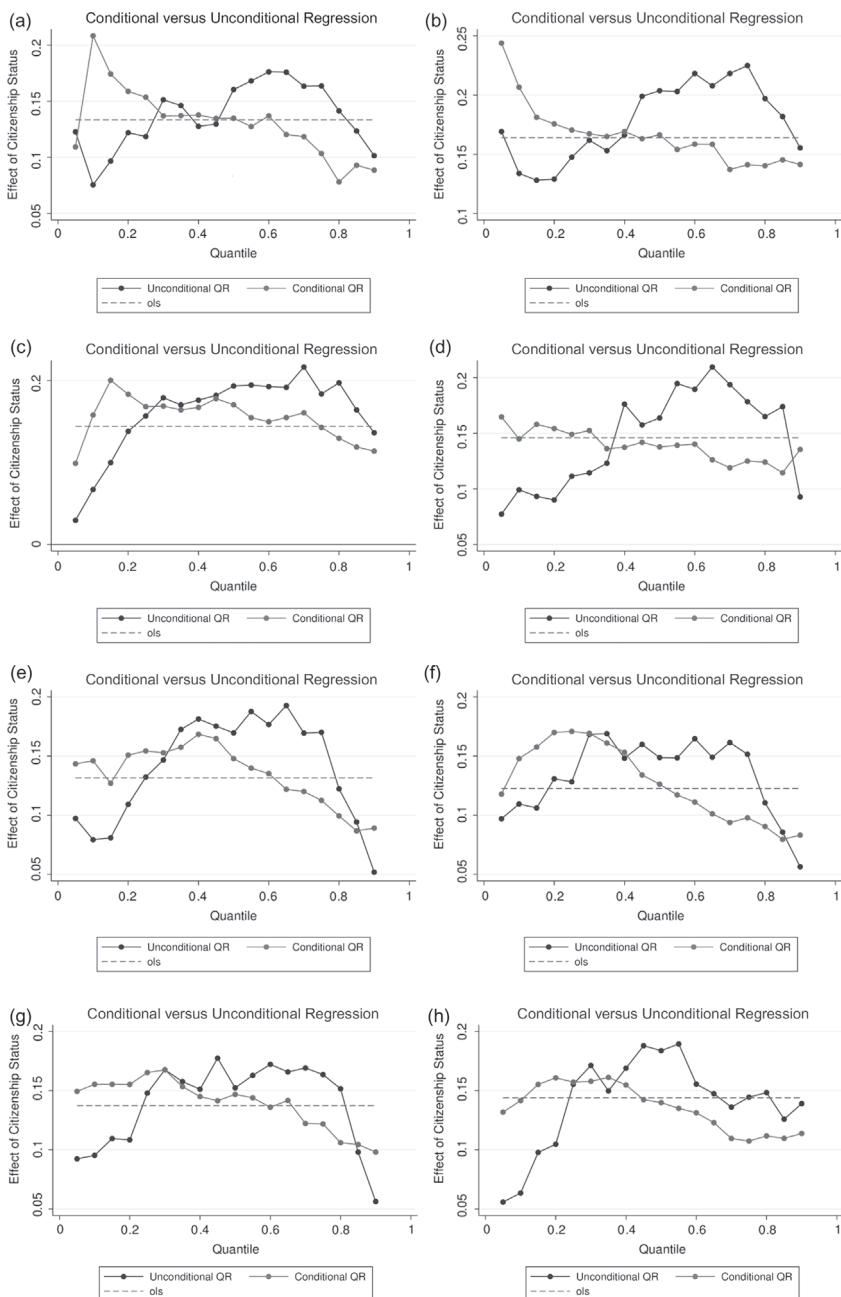 (a)
Conditional versus Unconditional Regression
Effect of Citizenship Status
0.2
0.15
0.1
0.05
0 0.2 0.4 0.6 0.8 1
Quantile
Unconditional QR Conditional QR
ols
(b)
Conditional versus Unconditional Regression
Effect of Citizenship Status
0.25
0.2
0.15
0.1
0 0.2 0.4 0.6 0.8 1
Quantile
Unconditional QR Conditional QR
ols
(c)
Conditional versus Unconditional Regression
Effect of Citizenship Status
0.2
0
0 0.2 0.4 0.6 0.8 1
Quantile
Unconditional QR Conditional QR
ols
(d)
Conditional versus Unconditional Regression
Effect of Citizenship Status
0.2
0.15
0.1
0.05
0 0.2 0.4 0.6 0.8 1
Quantile
Unconditional QR Conditional QR
ols
(e)
Conditional versus Unconditional Regression
Effect of Citizenship Status
0.2
0.15
0.1
0.05
0 0.2 0.4 0.6 0.8 1
Quantile
Unconditional QR Conditional QR
ols
(f)
Conditional versus Unconditional Regression
Effect of Citizenship Status
0.2
0.15
0.1
0.05
0 0.2 0.4 0.6 0.8 1
Quantile
Unconditional QR Conditional QR
ols
(g)
Conditional versus Unconditional Regression
Effect of Citizenship Status
0.2
0.15
0.1
0.05
0 0.2 0.4 0.6 0.8 1
Quantile
Unconditional QR Conditional QR
ols
(h)
Conditional versus Unconditional Regression
Effect of Citizenship Status
0.2
0.15
0.1
0.05
0 0.2 0.4 0.6 0.8 1
Quantile
Unconditional QR Conditional QR
ols